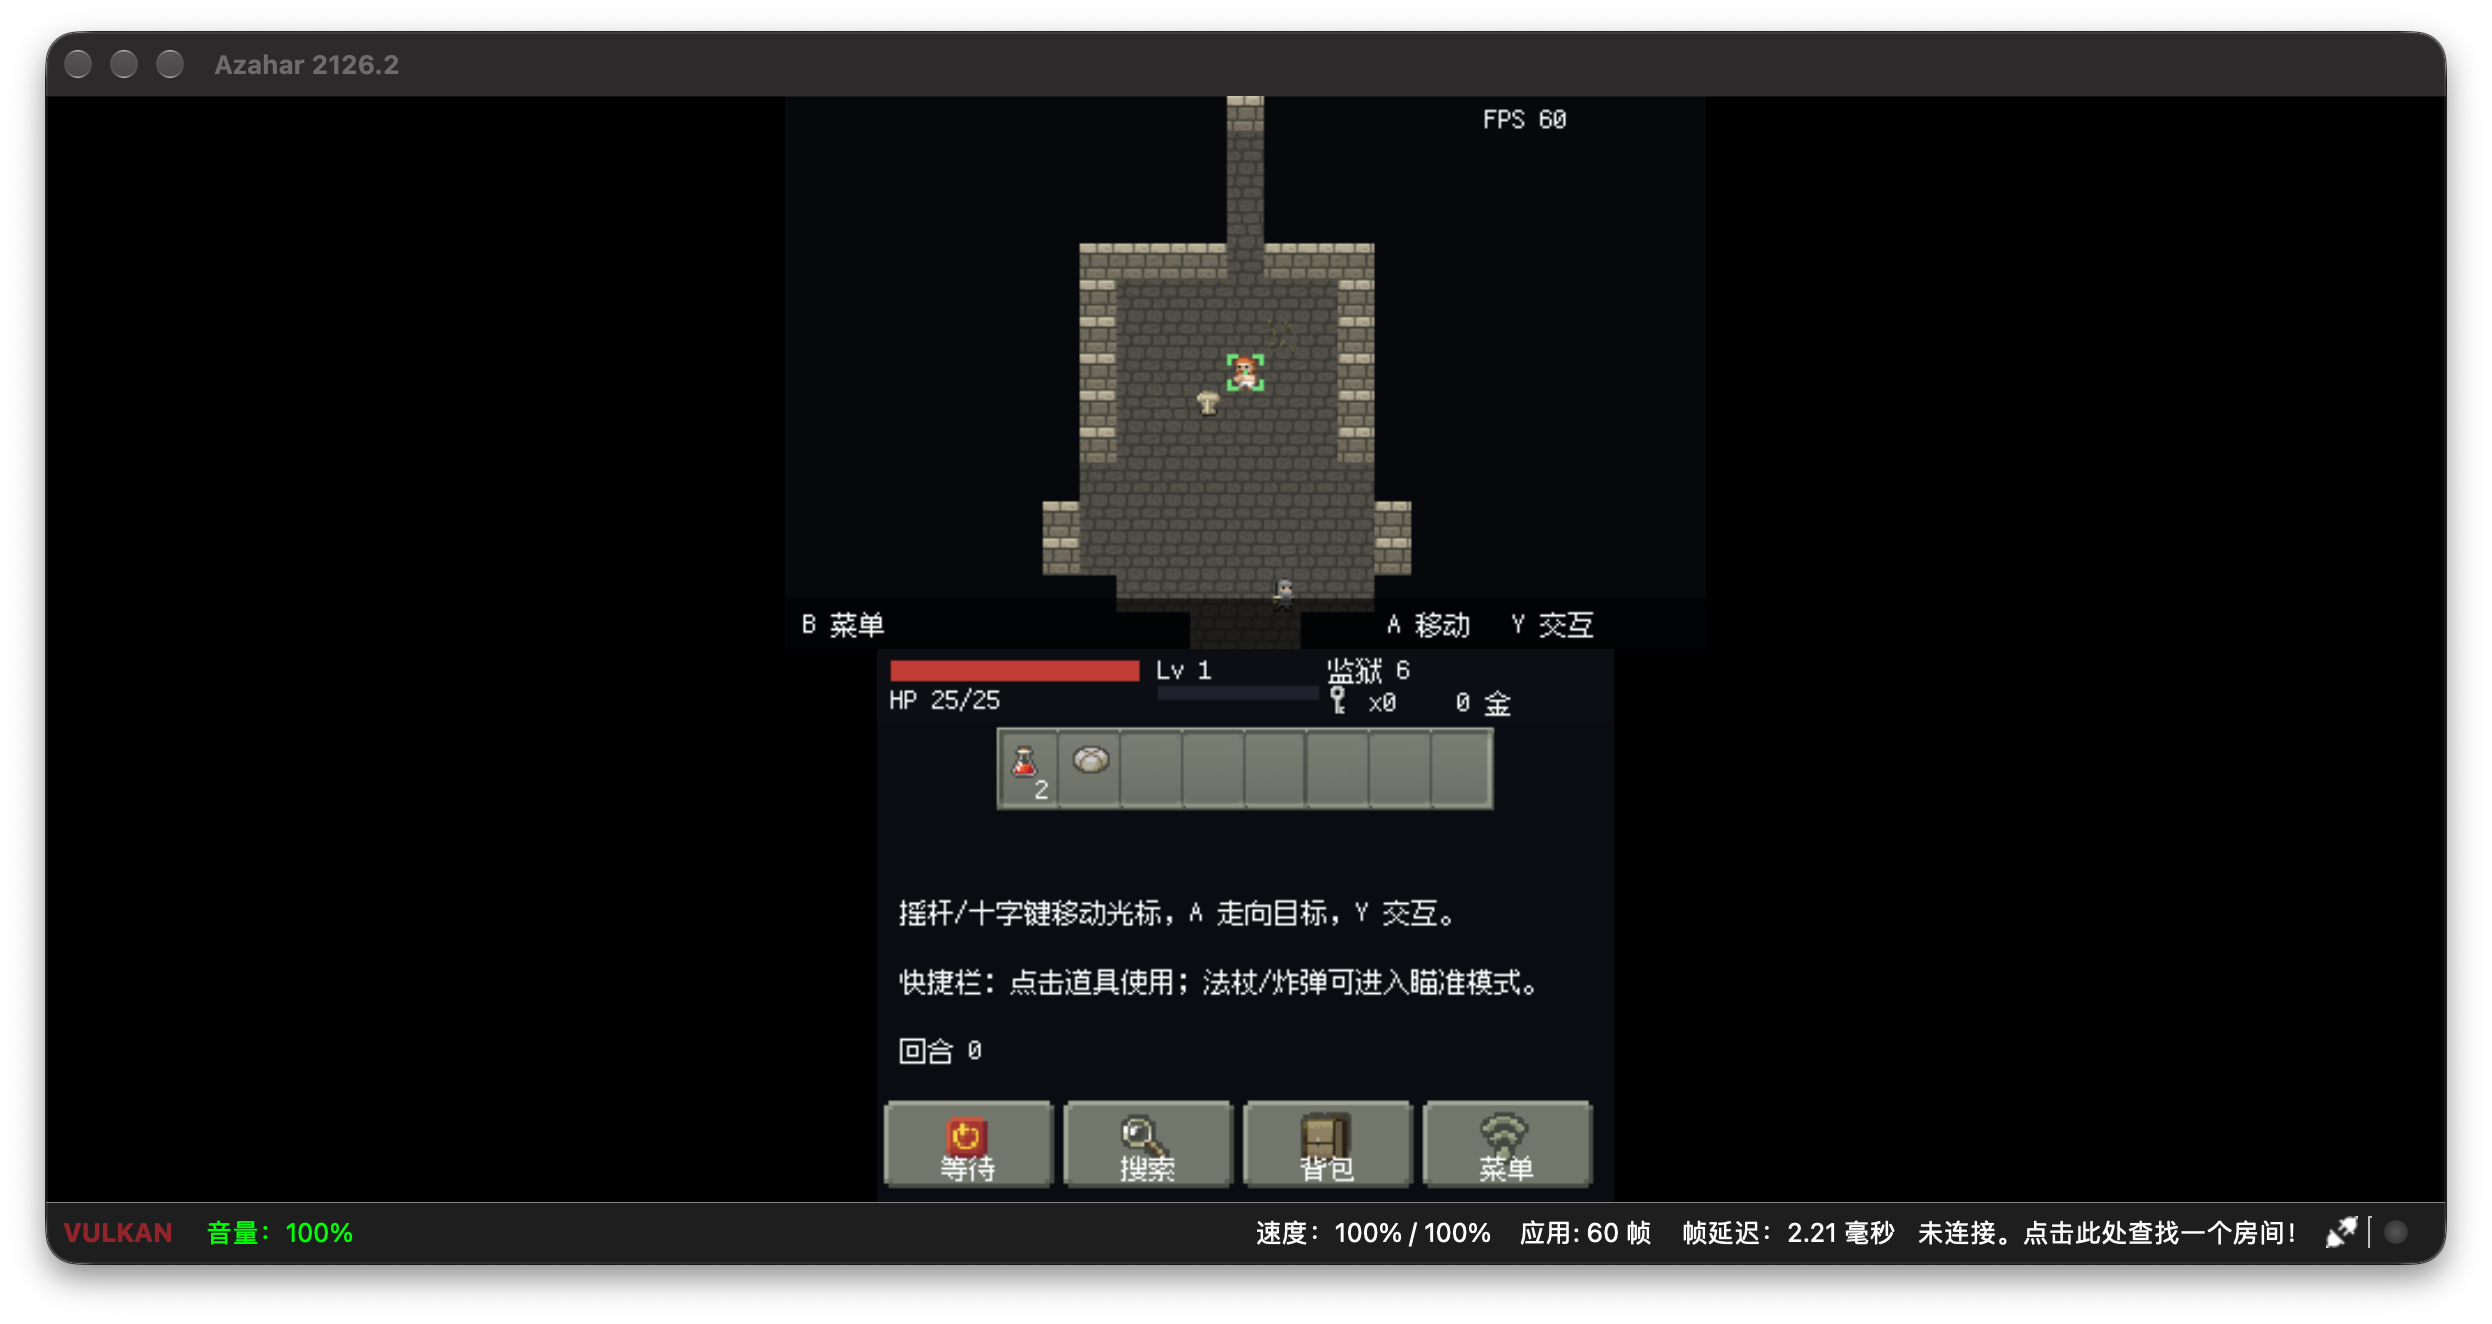 Azahar 2126.2
FPS 60
B 菜单
A 移动 Y 交互
Lv 1 监狱 6
HP 25/25 x0 0 金
2
摇杆/十字键移动光标，A 走向目标，Y 交互。
快捷栏：点击道具使用；法杖/炸弹可进入瞄准模式。
回合 0
等待 搜索 背包 菜单
VULKAN 音量：100% 速度：100% / 100% 应用: 60 帧 帧延迟：2.21 毫秒 未连接。点击此处查找一个房间！